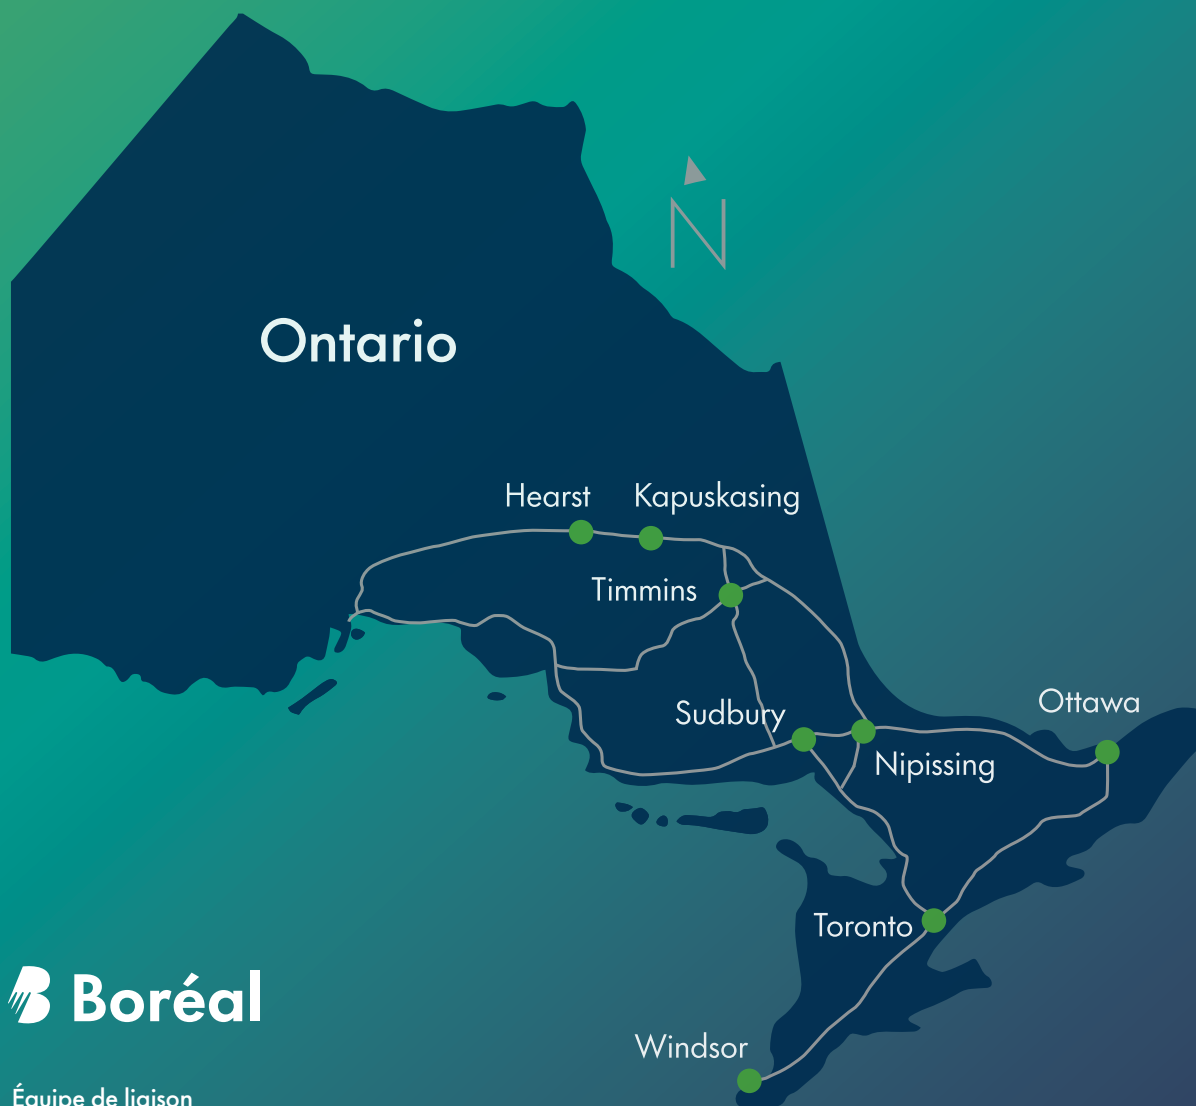 N
Ontario
Hearst
Kapuskasing
Timmins
Sudbury
Ottawa
Nipissing
Toronto
Boréal
Windsor
Équipe de liaison